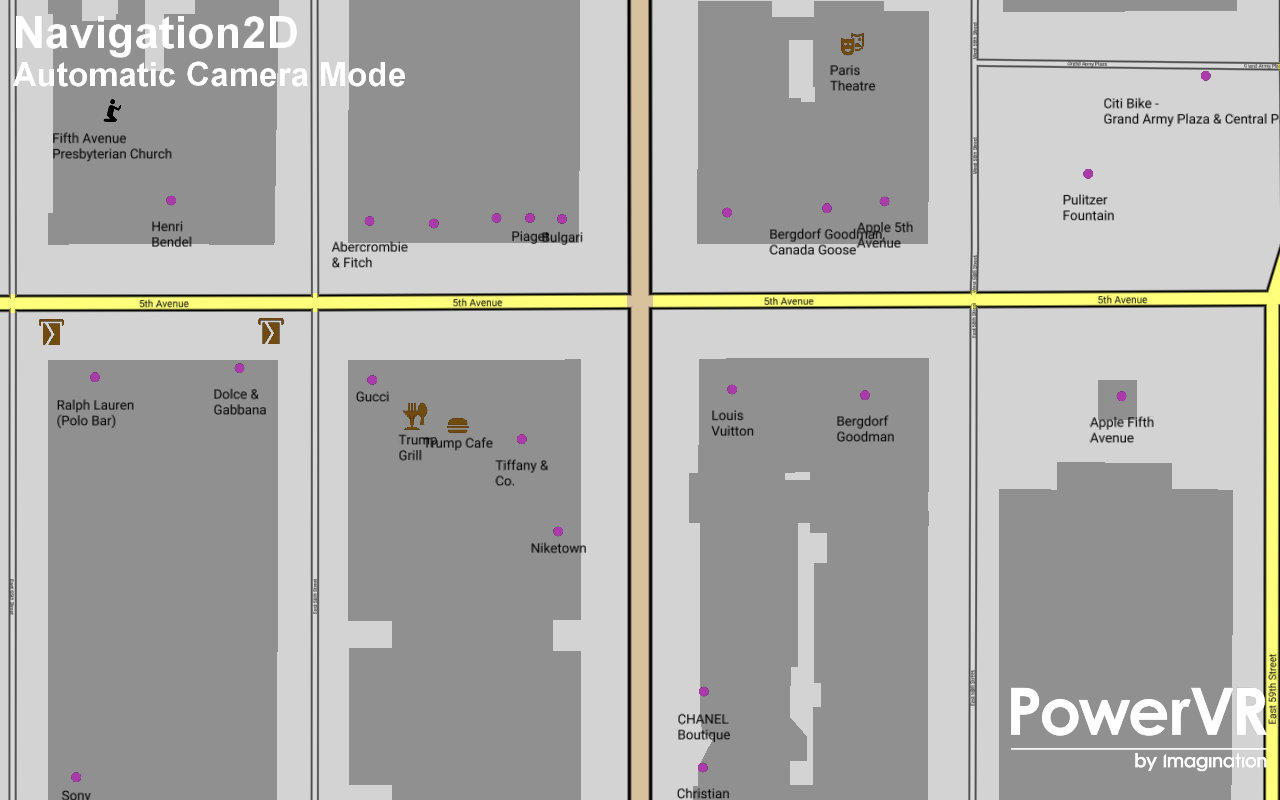 Navigation2D
Automatic Camera Mode
Paris
Theatre
Grand Army Plaza
Citi Bike -
Grand Army Plaza & Central P
Fifth Avenue
Presbyterian Church
Pulitzer
Fountain
Henri
Bendel
Abercrombie
& Fitch
Piaget
Bulgari
Bergdorf Goodman,
Canada Goose
Apple 5th
Avenue
5th Avenue
5th Avenue
5th Avenue
5th Avenue
Ralph Lauren
(Polo Bar)
Dolce &
Gabbana
Gucci
Trump
Grill
Trump Cafe
Tiffany &
Co.
Niketown
Louis
Vuitton
Bergdorf
Goodman
Apple Fifth
Avenue
CHANEL
Boutique
Christian
Sony
East 59th Street
PowerVR
by Imagination